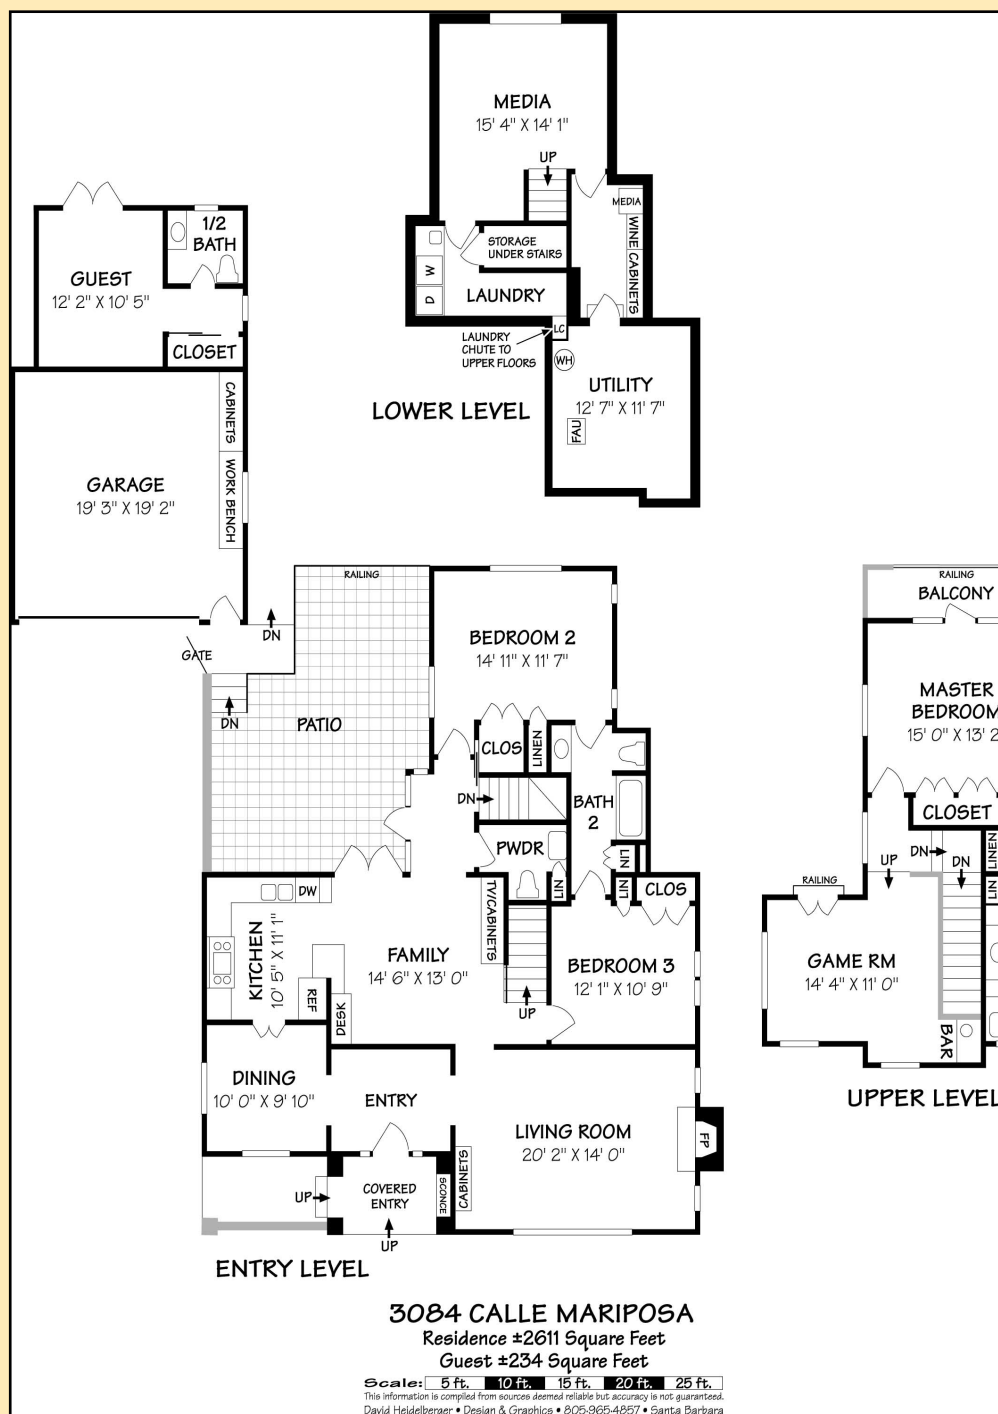 MEDIA
15' 4" X 14' 1"
UP
MEDIA
WINE CABINETS
STORAGE
UNDER STAIRS
W
D
LAUNDRY
LAUNDRY
CHUTE TO
UPPER FLOORS
LC
WH
UTILITY
12' 7" X 11' 7"
FAU
LOWER LEVEL
1/2
BATH
GUEST
12' 2" X 10' 5"
CLOSET
CABINETS
WORK BENCH
GARAGE
19' 3" X 19' 2"
RAILING
DN
GATE
DN
PATIO
BEDROOM 2
14' 11" X 11' 7"
CLOS
LINEN
DN
BATH
2
PWDR
LIN
LIN
LIN
CLOS
DW
KITCHEN
10' 5" X 11' 1"
REF
DESK
FAMILY
14' 6" X 13' 0"
TV/CABINETS
UP
BEDROOM 3
12' 1" X 10' 9"
DINING
10' 0" X 9' 10"
ENTRY
LIVING ROOM
20' 2" X 14' 0"
FP
CABINETS
SCONCE
COVERED
ENTRY
UP
UP
ENTRY LEVEL
RAILING
BALCONY
MASTER
BEDROOM
15' 0" X 13' 2
CLOSET
DN
DN
UP
LINEN
LIN
RAILING
GAME RM
14' 4" X 11' 0"
BAR
UPPER LEVEL
3084 CALLE MARIPOSA
Residence ±2611 Square Feet
Guest ±234 Square Feet
Scale: 5 ft. 10 ft. 15 ft. 20 ft. 25 ft.
This information is compiled from sources deemed reliable but accuracy is not guaranteed.
David Heidelberger • Design & Graphics • 805·965·4857 • Santa Barbara